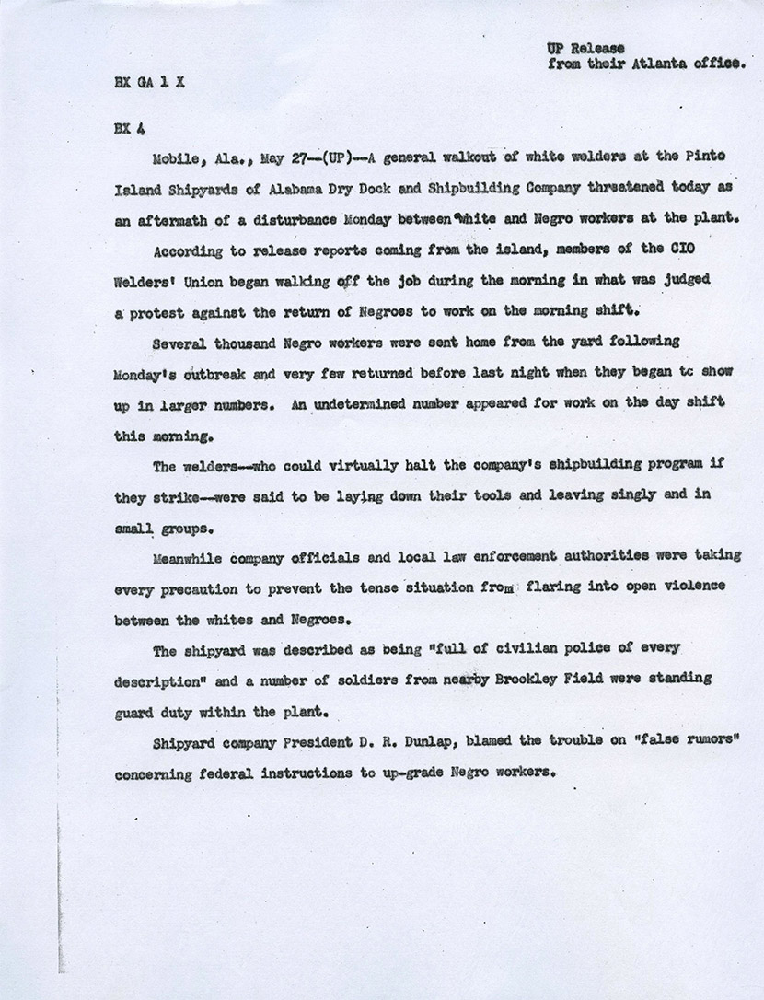 UP Release
from their Atlanta office.
BX GA 1 X
BX 4
Mobile, Ala., May 27--(UP)--A general walkout of white welders at the Pinto
Island Shipyards of Alabama Dry Dock and Shipbuilding Company threatened today as
an aftermath of a disturbance Monday between white and Negro workers at the plant.
According to release reports coming from the island, members of the CIO
Welders' Union began walking off the job during the morning in what was judged
a protest against the return of Negroes to work on the morning shift.
Several thousand Negro workers were sent home from the yard following
Monday's outbreak and very few returned before last night when they began to show
up in larger numbers. An undetermined number appeared for work on the day shift
this morning.
The welders--who could virtually halt the company's shipbuilding program if
they strike--were said to be laying down their tools and leaving singly and in
small groups.
Meanwhile company officials and local law enforcement authorities were taking
every precaution to prevent the tense situation from flaring into open violence
between the whites and Negroes.
The shipyard was described as being "full of civilian police of every
description" and a number of soldiers from nearby Brookley Field were standing
guard duty within the plant.
Shipyard company President D. R. Dunlap, blamed the trouble on "false rumors"
concerning federal instructions to up-grade Negro workers.